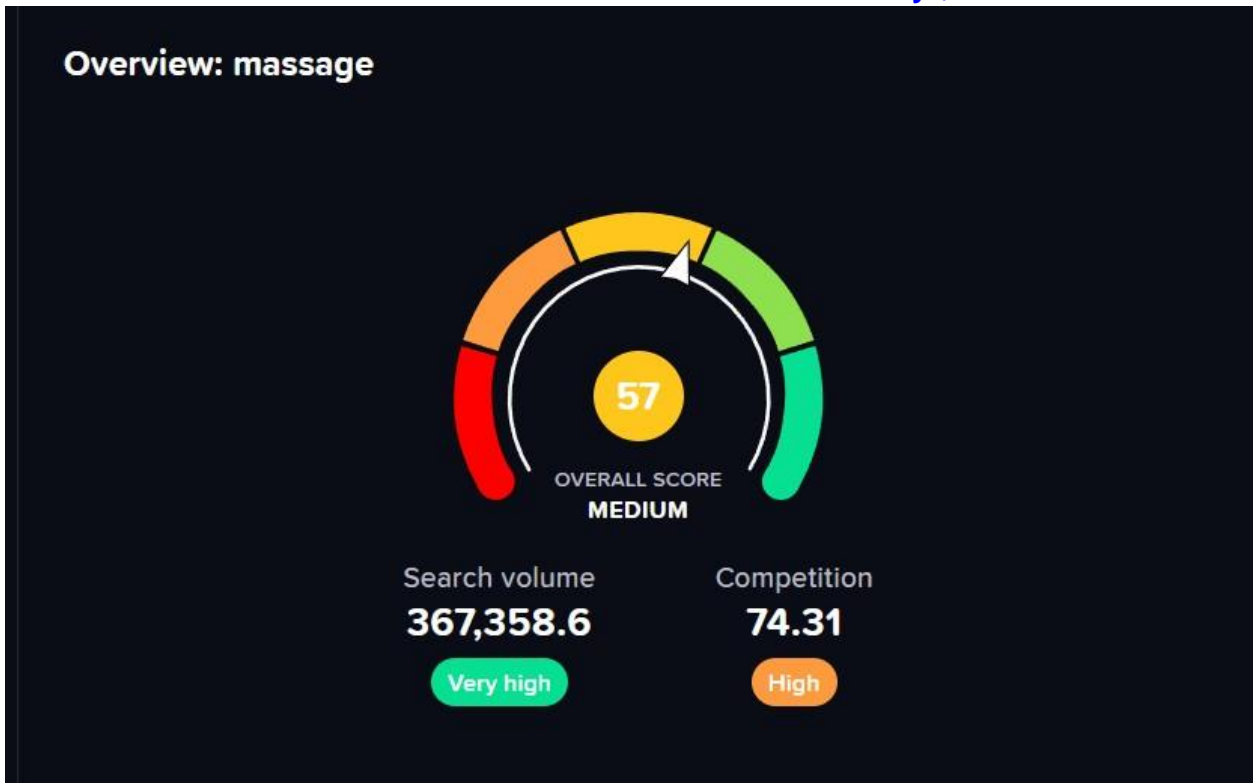 Overview: massage
57
OVERALL SCORE
MEDIUM
Search volume Competition
367,358.6 74.31
Very high High